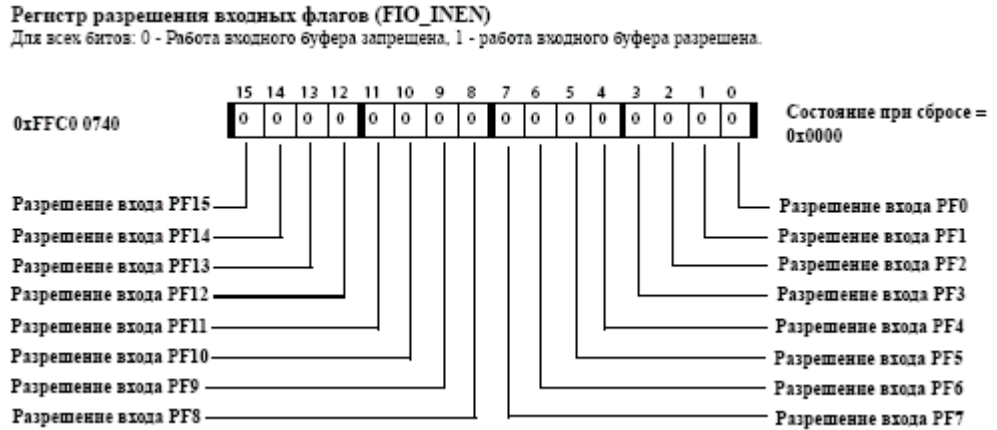 Регистр разрешения входных флагов (FIO_INEN)
Для всех битов: 0 - Работа входного буфера запрещена, 1 - работа входного буфера разрешена.
15 14 13 12 11 10 9 8 7 6 5 4 3 2 1 0
0xFFC0 0740
0 0 0 0 0 0 0 0 0 0 0 0 0 0 0 0
Состояние при сбросе =
0x0000
Разрешение входа PF15
Разрешение входа PF14
Разрешение входа PF13
Разрешение входа PF12
Разрешение входа PF11
Разрешение входа PF10
Разрешение входа PF9
Разрешение входа PF8
Разрешение входа PF0
Разрешение входа PF1
Разрешение входа PF2
Разрешение входа PF3
Разрешение входа PF4
Разрешение входа PF5
Разрешение входа PF6
Разрешение входа PF7